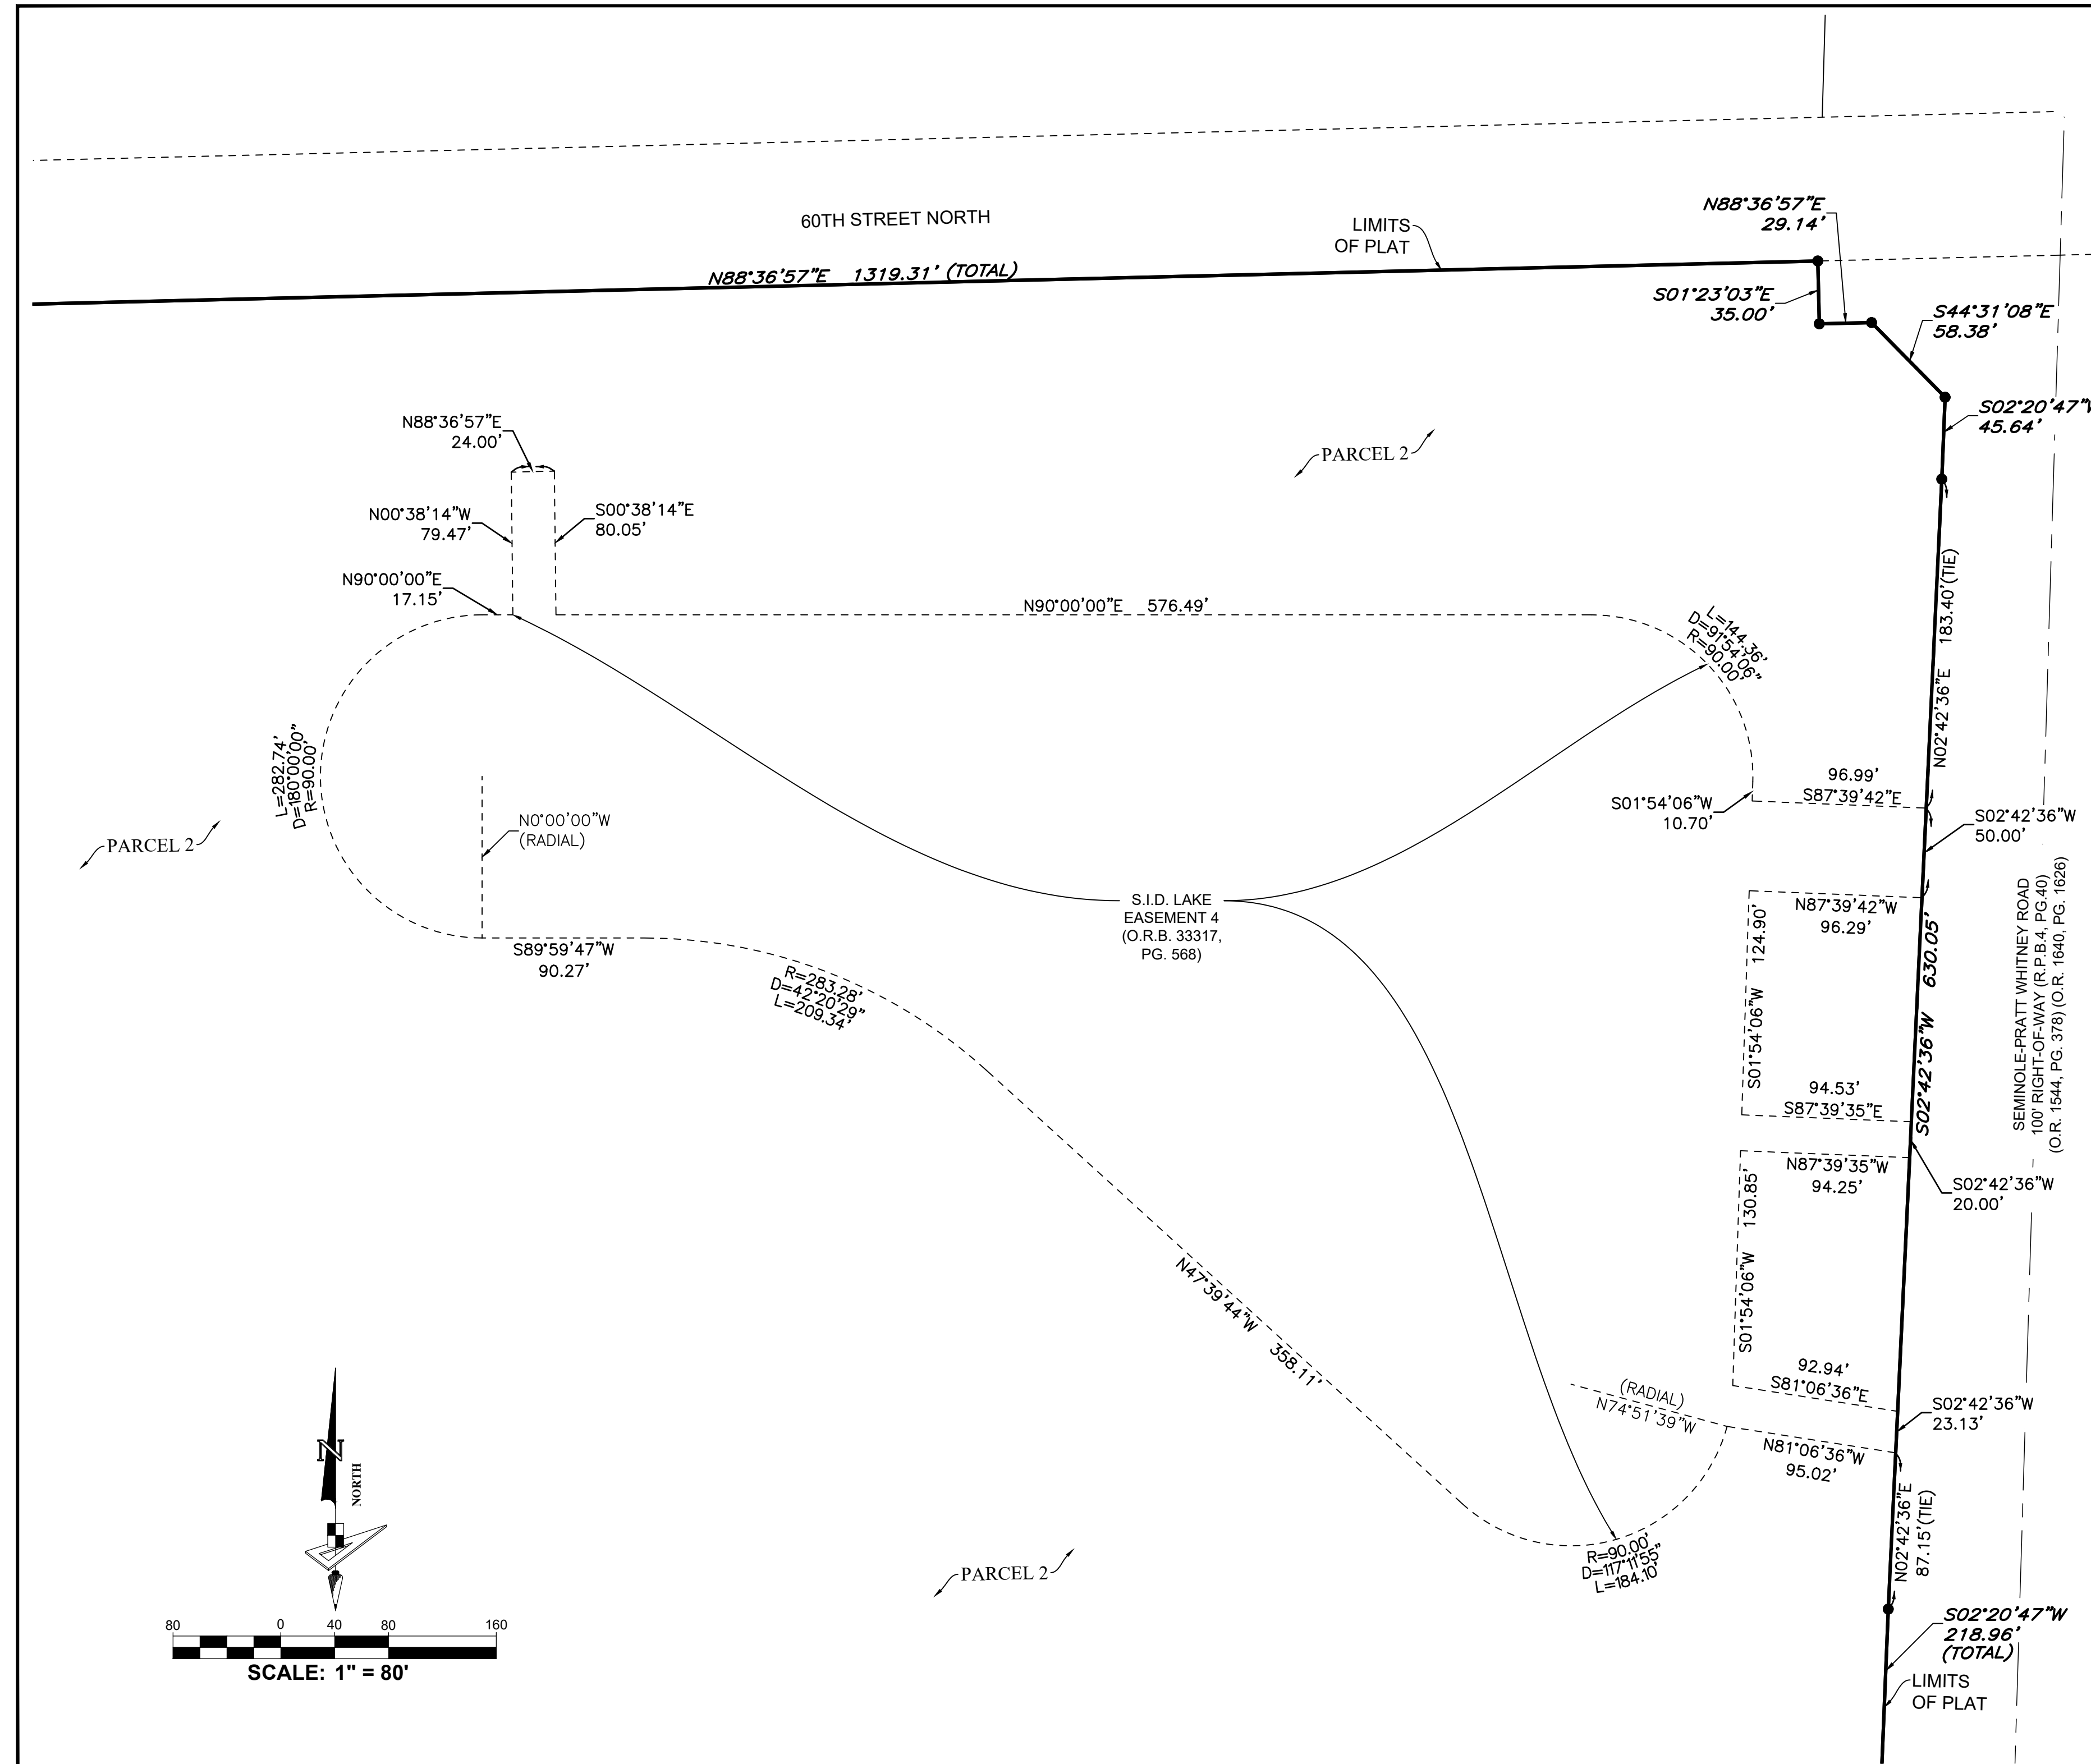 60TH STREET NORTH
N88°36'57"E 1319.31' (TOTAL)
LIMITS
OF PLAT
N88°36'57"E
29.14'
S01°23'03"E
35.00'
S44°31'08"E
58.38'
S02°20'47"W
45.64'
N88°36'57"E
24.00'
N00°38'14"W
79.47'
S00°38'14"E
80.05'
PARCEL 2
N90°00'00"E
17.15'
N90°00'00"E 576.49'
L=144.36'
D=91°54'06"
R=90.00'
N02°42'36"E 183.40'(TIE)
L=282.74'
D=180°00'00"
R=90.00'
N0°00'00"W
(RADIAL)
PARCEL 2
S01°54'06"W
10.70'
96.99'
S87°39'42"E
S02°42'36"W
50.00'
S.I.D. LAKE
EASEMENT 4
(O.R.B. 33317,
PG. 568)
N87°39'42"W
96.29'
S89°59'47"W
90.27'
R=283.28'
D=42°20'29"
L=209.34'
S01°54'06"W 124.90'
S02°42'36"W 630.05'
SEMINOLE-PRATT WHITNEY ROAD
100' RIGHT-OF-WAY (R.P.B.4, PG.40)
(O.R. 1544, PG. 378) (O.R. 1640, PG. 1626)
94.53'
S87°39'35"E
N87°39'35"W
94.25'
S02°42'36"W
20.00'
S01°54'06"W 130.85'
N47°39'44"W 358.11'
92.94'
S81°06'36"E
(RADIAL)
N74°51'39"W
S02°42'36"W
23.13'
N81°06'36"W
95.02'
N02°42'36"E
87.15'(TIE)
R=90.00'
D=117°11'55"
L=184.10'
PARCEL 2
S02°20'47"W
218.96'
(TOTAL)
LIMITS
OF PLAT
N
NORTH
80 0 40 80 160
SCALE: 1" = 80'